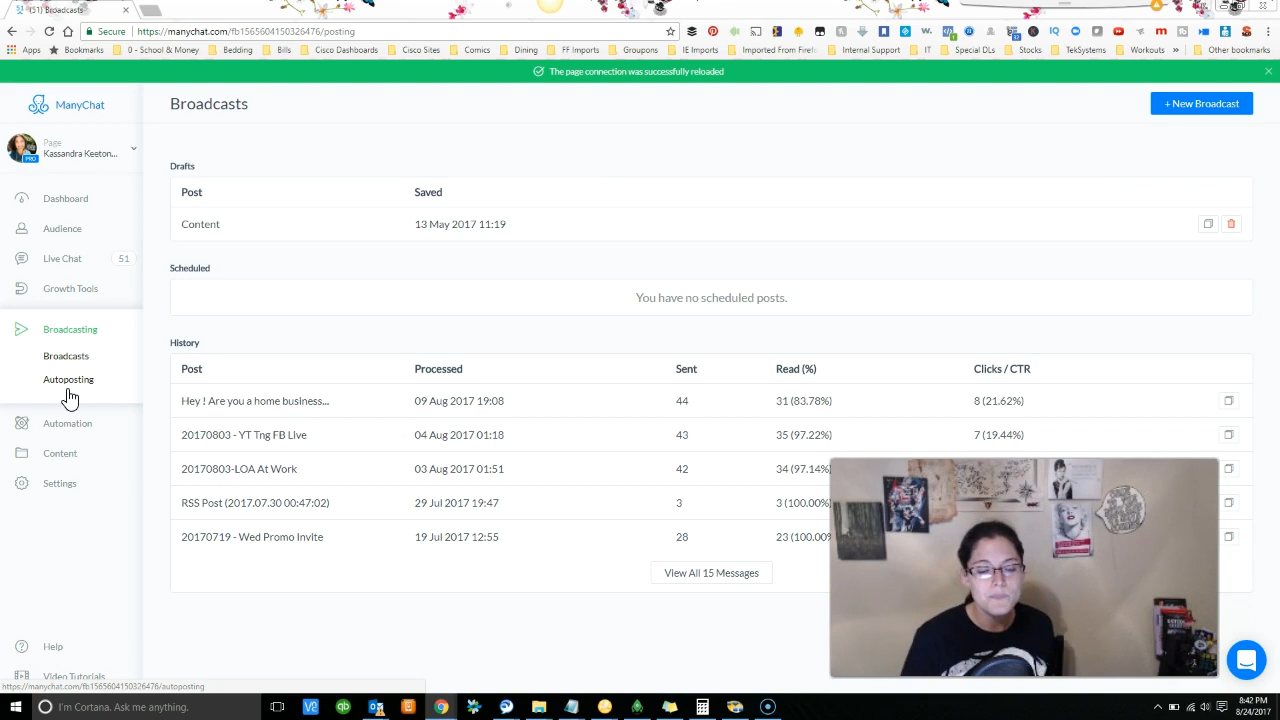 (51) Broadcasts
Secure https://manychat.com/fb1565604150326476/posting
Apps Bookmarks 0 - School of Money Banking Bills Cisco Dashboards Cisco Sites Comm Dining FF Imports Groupons IE Imports Imported From Firefo Internal Support IT Special DLs Stocks TekSystems Workouts » Other bookmarks
The page connection was successfully reloaded
ManyChat
Broadcasts
+ New Broadcast
Page
Kassandra Keeton...
PRO
Dashboard
Audience
Live Chat 51
Growth Tools
Broadcasting
Broadcasts
Autoposting
Automation
Content
Settings
Help
Video Tutorials
Drafts
Post Saved
Content 13 May 2017 11:19
Scheduled
You have no scheduled posts.
History
Post Processed Sent Read (%) Clicks / CTR
Hey ! Are you a home business... 09 Aug 2017 19:08 44 31 (83.78%) 8 (21.62%)
20170803 - YT Tng FB Live 04 Aug 2017 01:18 43 35 (97.22%) 7 (19.44%)
20170803-LOA At Work 03 Aug 2017 01:51 42 34 (97.14%)
RSS Post (2017.07.30 00:47:02) 29 Jul 2017 19:47 3 3 (100.00%)
20170719 - Wed Promo Invite 19 Jul 2017 12:55 28 23 (100.00%
View All 15 Messages
https://manychat.com/fb1565604150326476/autoposting
I'm Cortana. Ask me anything.
8:42 PM
8/24/2017